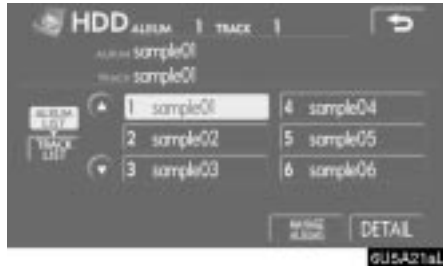 HDD ALBUM 1 TRACK 1
ALBUM sample01
TRACK sample01
ALBUM LIST
TRACK LIST
1 sample01
2 sample02
3 sample03
4 sample04
5 sample05
6 sample06
DETAIL